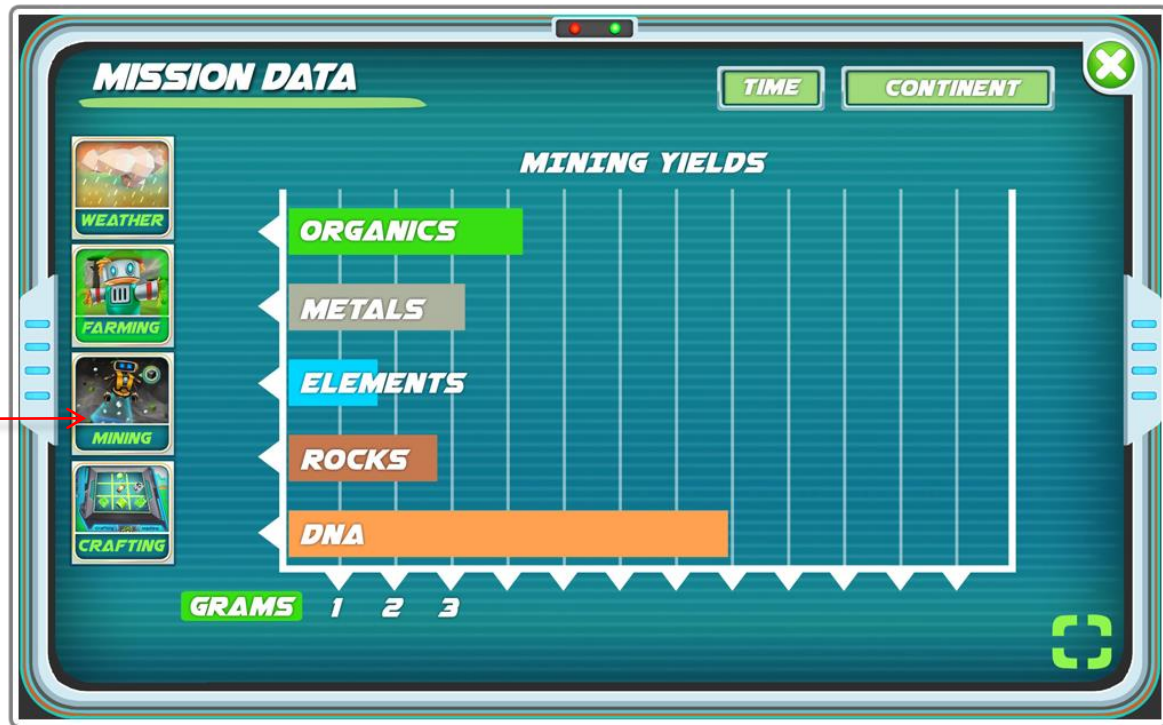 MISSION DATA
TIME
CONTINENT
MINING YIELDS
WEATHER
FARMING
MINING
CRAFTING
ORGANICS
METALS
ELEMENTS
ROCKS
DNA
GRAMS 1 2 3